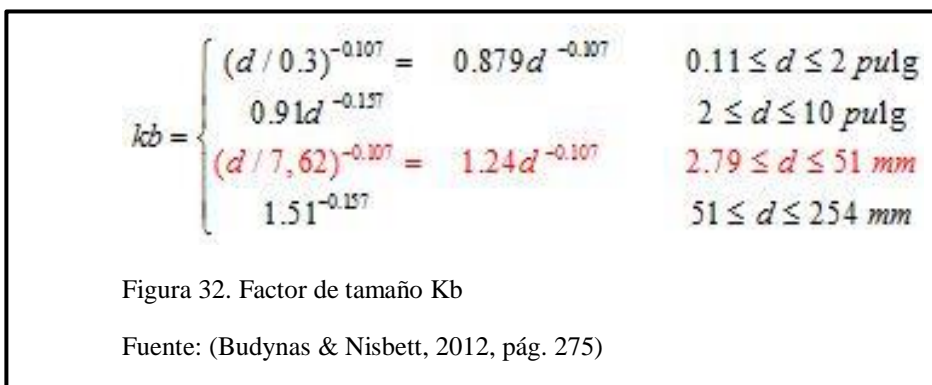 (d / 0.3)^-0.107 = 0.879d^-0.107 0.11 ≤ d ≤ 2 pulg
0.91d^-0.157 2 ≤ d ≤ 10 pulg
kb = {
(d / 7,62)^-0.107 = 1.24d^-0.107 2.79 ≤ d ≤ 51 mm
1.51^-0.157 51 ≤ d ≤ 254 mm
Figura 32. Factor de tamaño Kb
Fuente: (Budynas & Nisbett, 2012, pág. 275)